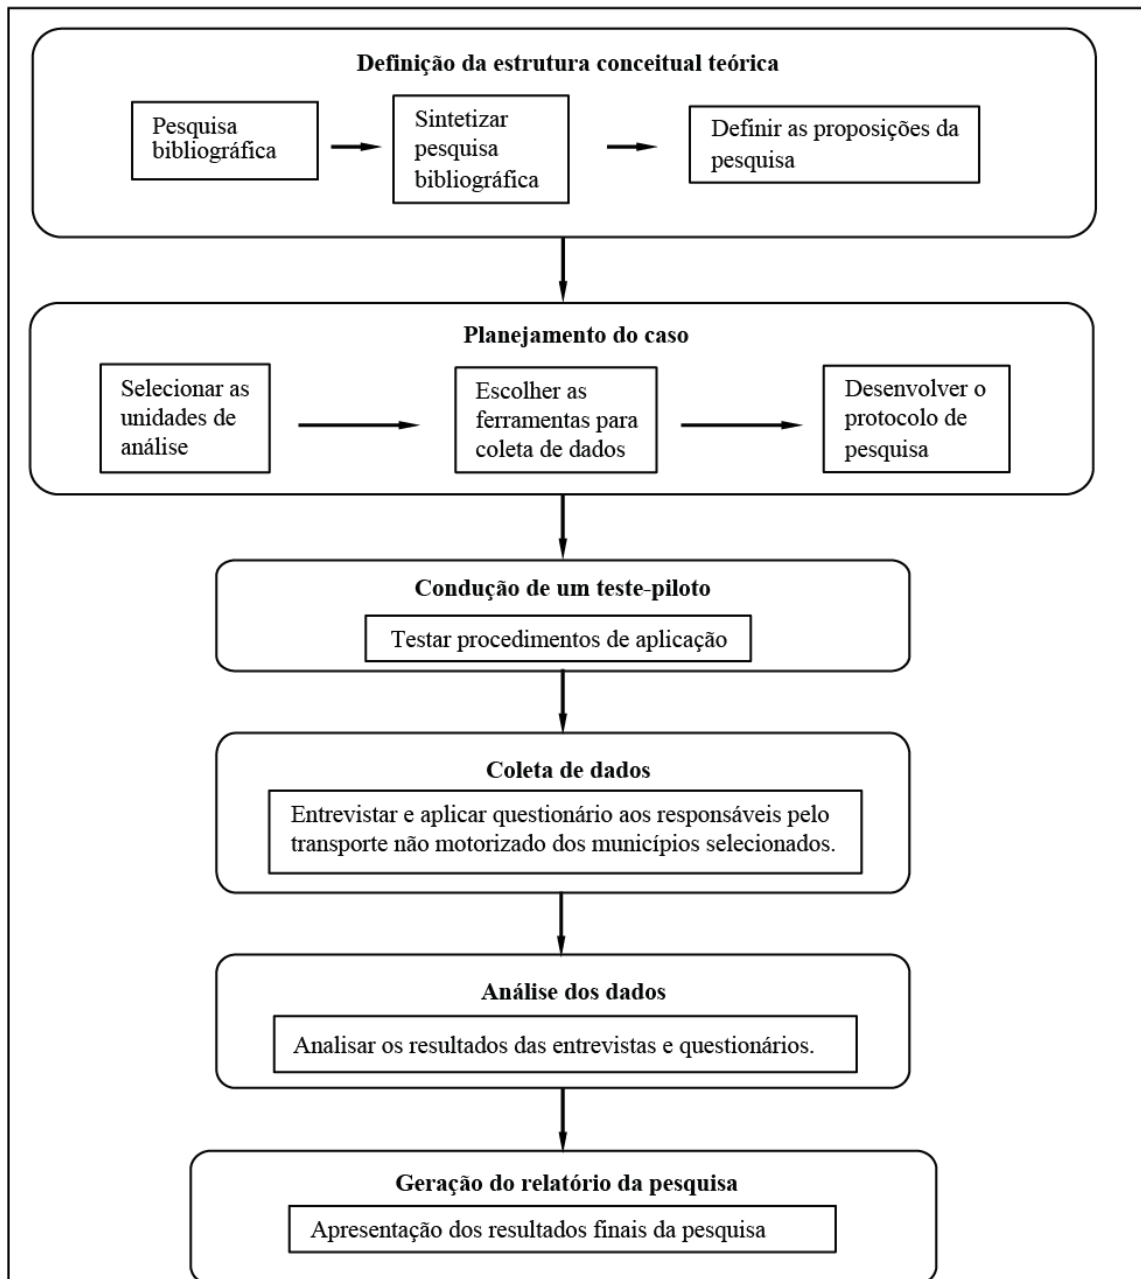 Definição da estrutura conceitual teórica
Pesquisa
bibliográfica
Sintetizar
pesquisa
bibliográfica
Definir as proposições da
pesquisa
Planejamento do caso
Selecionar as
unidades de
análise
Escolher as
ferramentas para
coleta de dados
Desenvolver o
protocolo de
pesquisa
Condução de um teste-piloto
Testar procedimentos de aplicação
Coleta de dados
Entrevistar e aplicar questionário aos responsáveis pelo
transporte não motorizado dos municípios selecionados.
Análise dos dados
Analisar os resultados das entrevistas e questionários.
Geração do relatório da pesquisa
Apresentação dos resultados finais da pesquisa